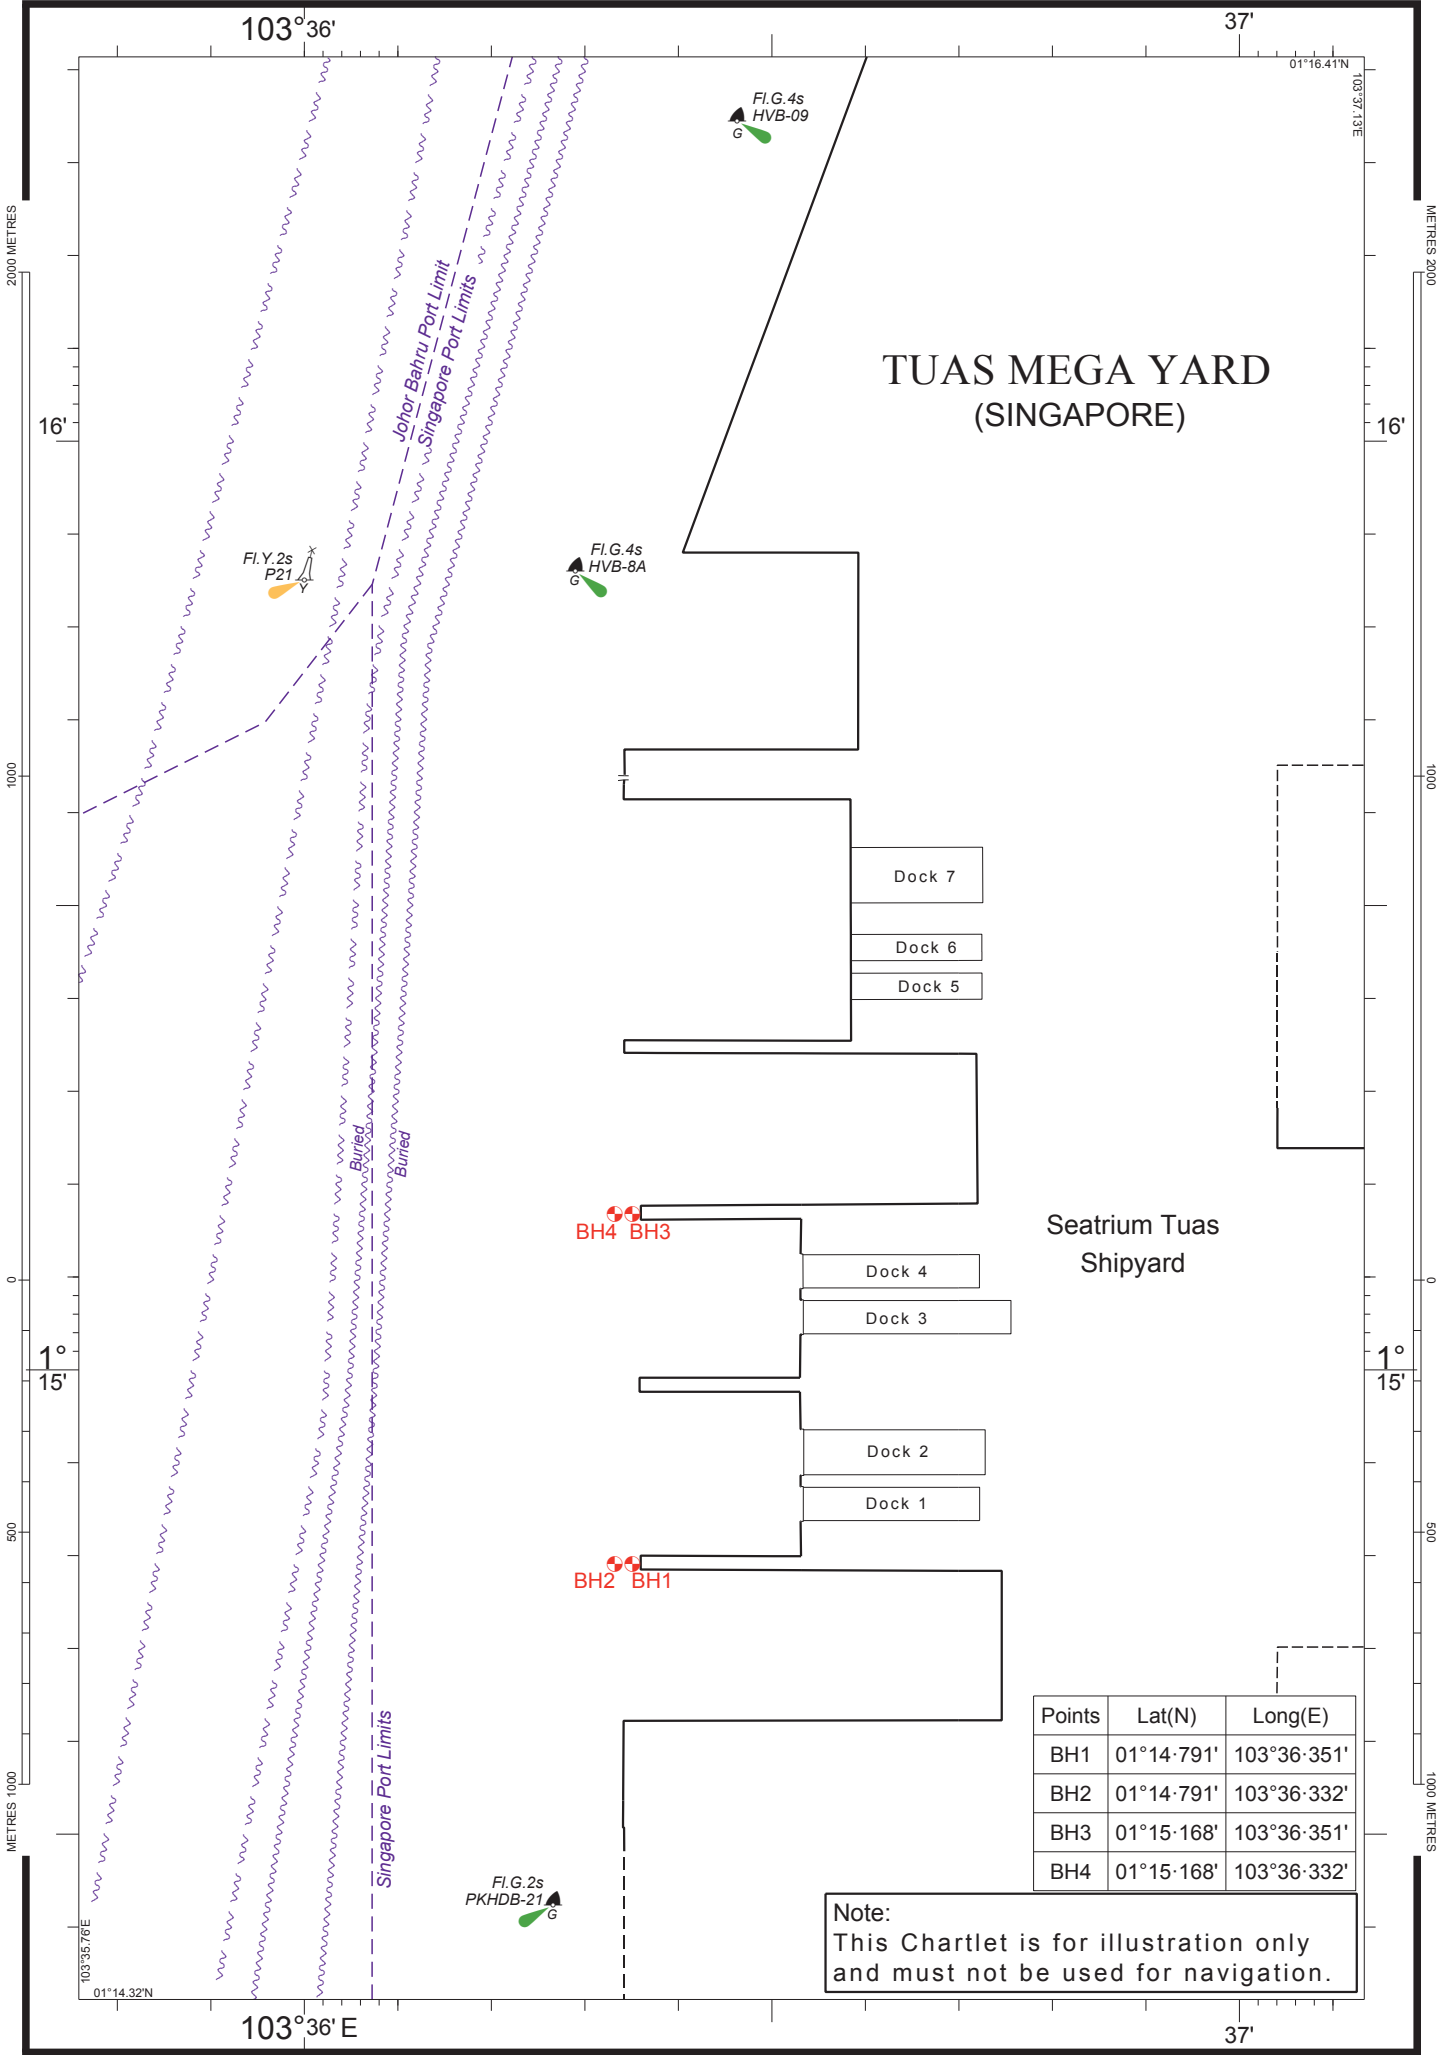 103°36'
37'
01°16.41'N
103°37.13'E
Fl.G.4s
HVB-09
G
2000 METRES
METRES 2000
Johor Bahru Port Limit
Singapore Port Limits
TUAS MEGA YARD
(SINGAPORE)
16'
16'
Fl.Y.2s
P21
Y
Fl.G.4s
HVB-8A
G
1000
1000
Dock 7
Dock 6
Dock 5
Buried
Buried
BH4 BH3
Seatrium Tuas
Shipyard
Dock 4
0
0
Dock 3
1°
15'
1°
15'
Dock 2
Dock 1
500
500
BH2 BH1
Singapore Port Limits
Points Lat(N) Long(E)
BH1 01°14·791' 103°36·351'
BH2 01°14·791' 103°36·332'
BH3 01°15·168' 103°36·351'
BH4 01°15·168' 103°36·332'
METRES 1000
1000 METRES
Fl.G.2s
PKHDB-21
G
Note:
This Chartlet is for illustration only
and must not be used for navigation.
103°35.76'E
01°14.32'N
103°36' E
37'